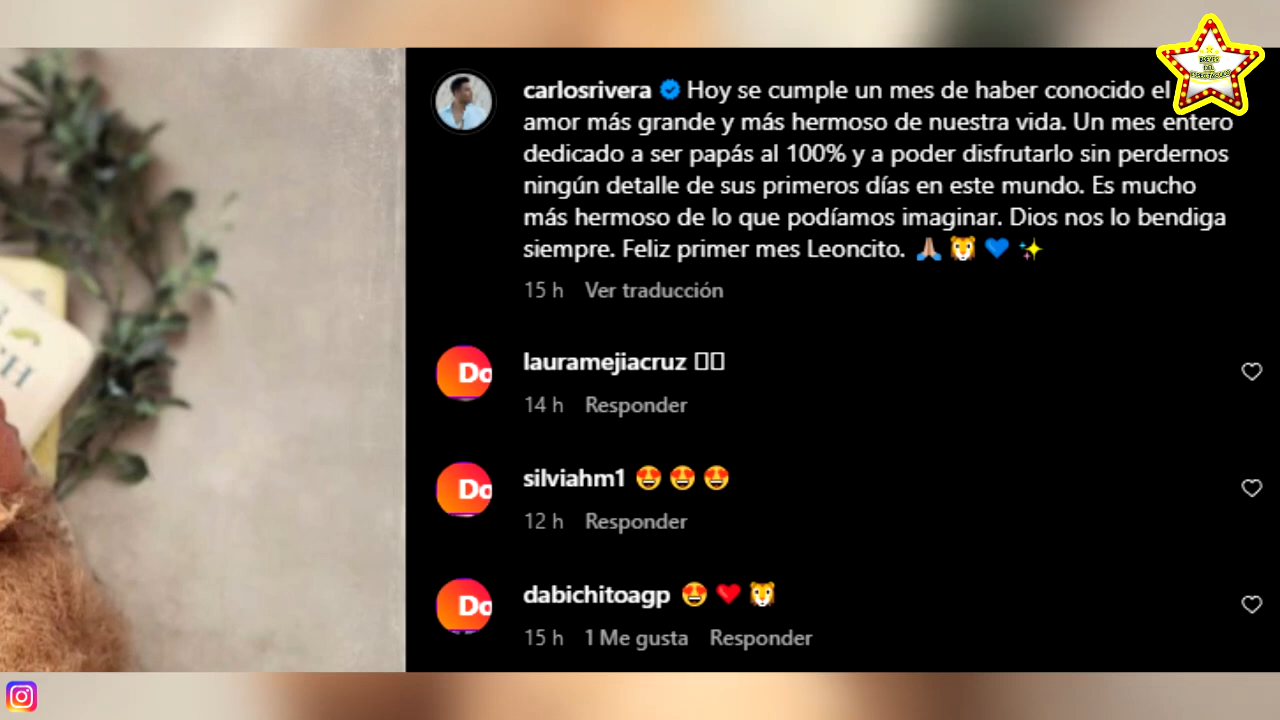 BREVES
DEL
ESPECTÁCULO
carlosrivera Hoy se cumple un mes de haber conocido el
amor más grande y más hermoso de nuestra vida. Un mes entero
dedicado a ser papás al 100% y a poder disfrutarlo sin perdernos
ningún detalle de sus primeros días en este mundo. Es mucho
más hermoso de lo que podíamos imaginar. Dios nos lo bendiga
siempre. Feliz primer mes Leoncito. 🙏🏽 🦁 💙 ✨
15 h Ver traducción
Do
lauramejiacruz
14 h Responder
Do
silviahm1 😍 😍 😍
12 h Responder
Do
dabichitoagp 😍 ❤️ 🦁
15 h 1 Me gusta Responder